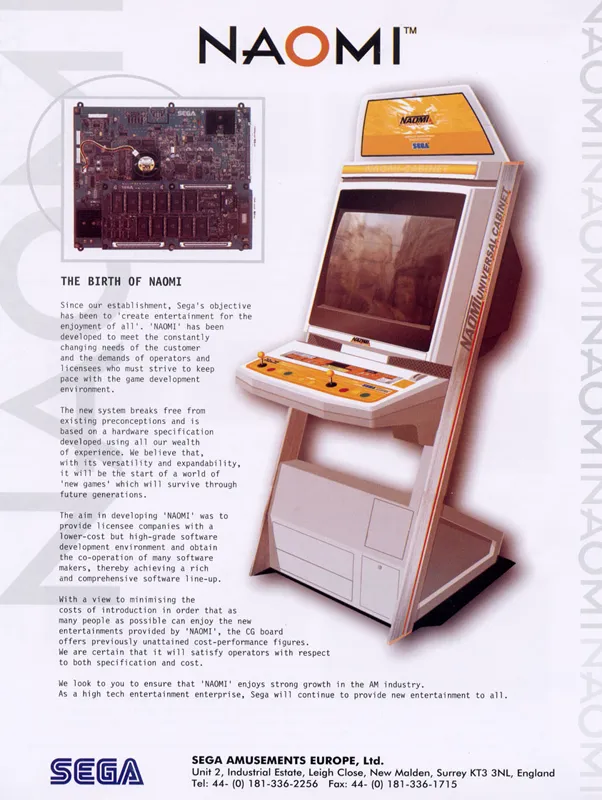 NAOMI™
SEGA
NAOMI
SEGA
NAOMI CABINET
NAOMI UNIVERSAL CABINET
NAOMI
THE BIRTH OF NAOMI
Since our establishment, Sega's objective
has been to 'create entertainment for the
enjoyment of all'. 'NAOMI' has been
developed to meet the constantly
changing needs of the customer
and the demands of operators and
licensees who must strive to keep
pace with the game development
environment.
The new system breaks free from
existing preconceptions and is
based on a hardware specification
developed using all our wealth
of experience. We believe that,
with its versatility and expandability,
it will be the start of a world of
'new games' which will survive through
future generations.
The aim in developing 'NAOMI' was to
provide licensee companies with a
lower-cost but high-grade software
development environment and obtain
the co-operation of many software
makers, thereby achieving a rich
and comprehensive software line-up.
With a view to minimising the
costs of introduction in order that as
many people as possible can enjoy the new
entertainments provided by 'NAOMI', the CG board
offers previously unattained cost-performance figures.
We are certain that it will satisfy operators with respect
to both specification and cost.
We look to you to ensure that 'NAOMI' enjoys strong growth in the AM industry.
As a high tech entertainment enterprise, Sega will continue to provide new entertainment to all.
SEGA
SEGA AMUSEMENTS EUROPE, Ltd.
Unit 2, Industrial Estate, Leigh Close, New Malden, Surrey KT3 3NL, England
Tel: 44- (0) 181-336-2256 Fax: 44- (0) 181-336-1715
NAOMI
NAOMINAOMINAOMINAOMINAOMI